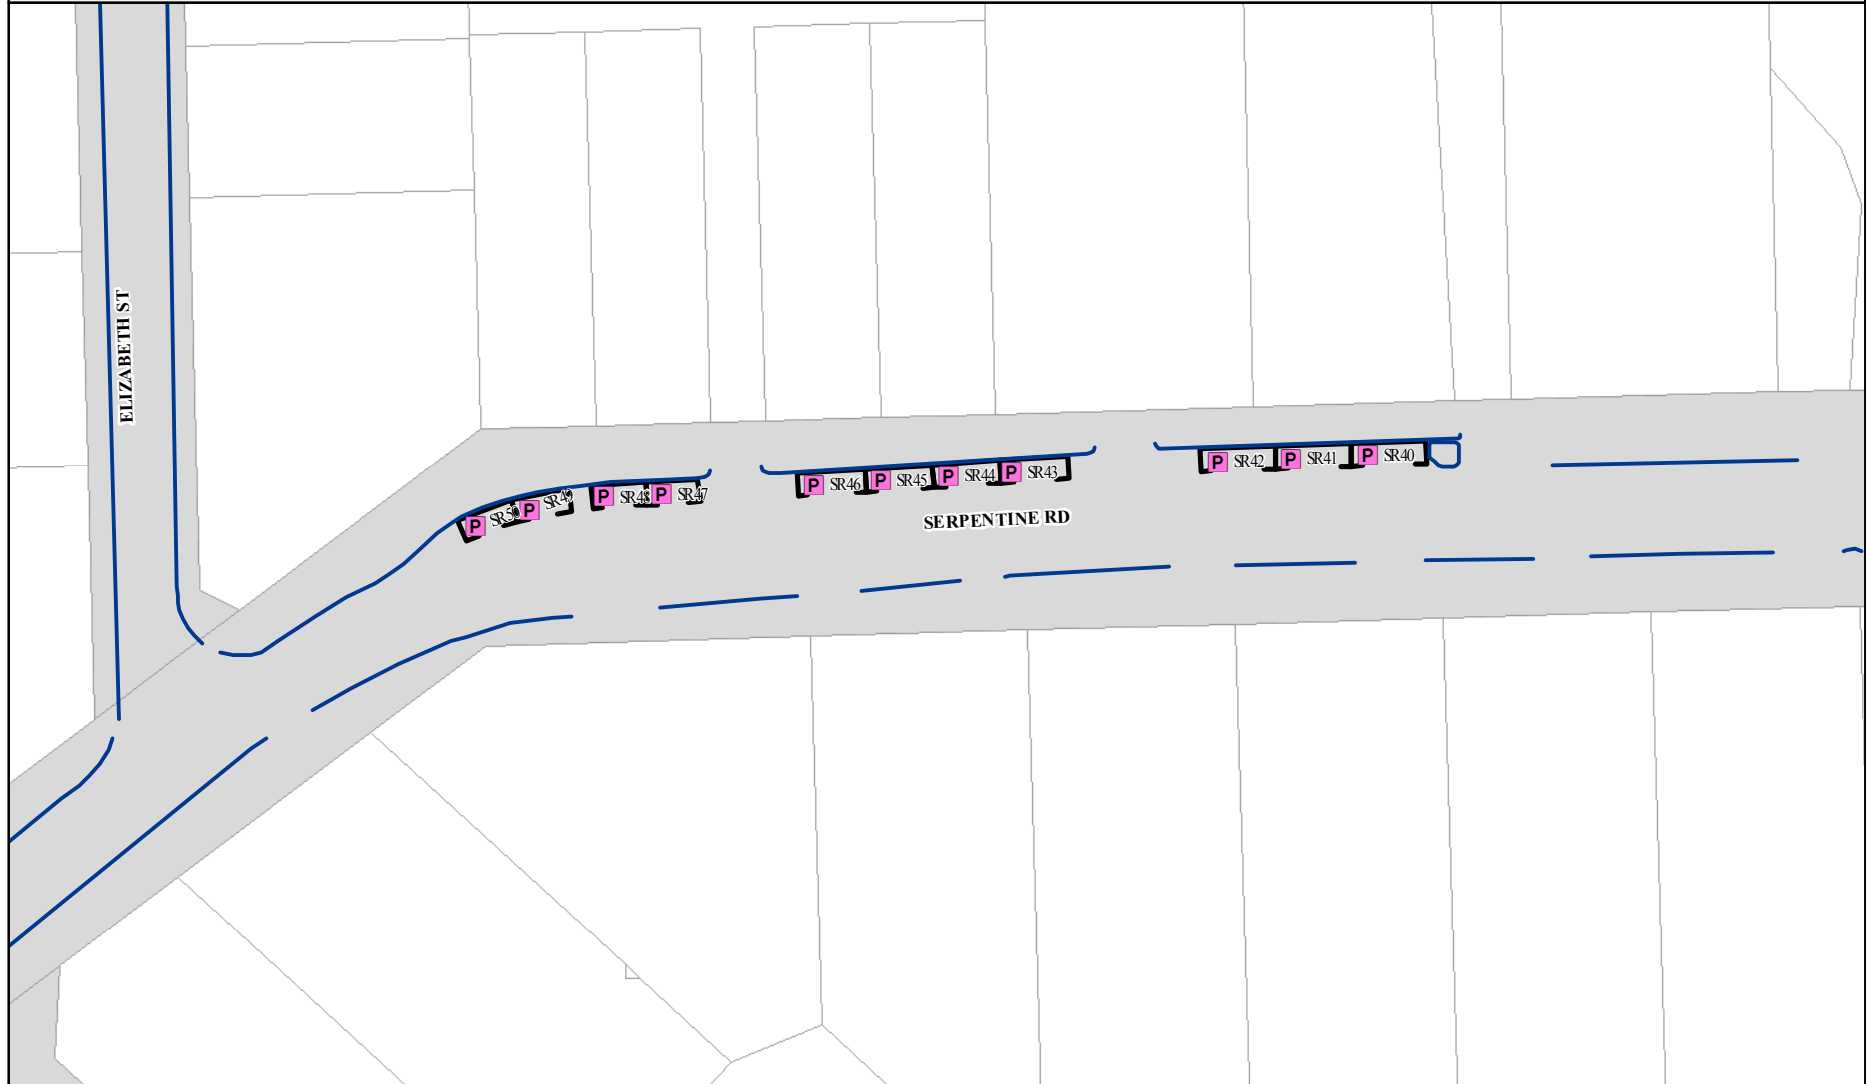 ELIZABETH ST
P SR50
P SR49
P SR48
P SR47
P SR46
P SR45
P SR44
P SR43
P SR42
P SR41
P SR40
SERPENTINE RD